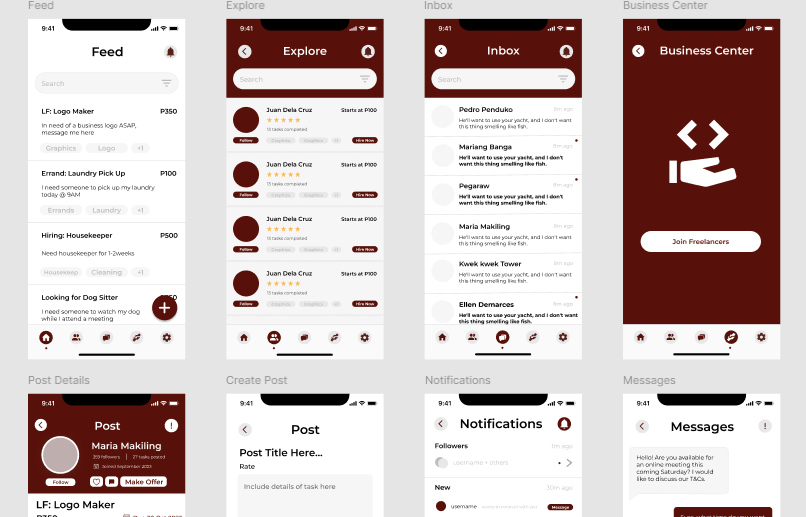 Feed
9:41
Feed
Search
LF: Logo Maker P350
In need of a business logo ASAP,
message me here
Graphics Logo +1
Errand: Laundry Pick Up P100
I need someone to pick up my laundry
today @ 9AM
Errands Laundry +1
Hiring: Housekeeper P500
Need housekeeper for 1-2weeks
Housekeep Cleaning +1
Looking for Dog Sitter
I need someone to watch my dog
while I attend a meeting
Explore
9:41
Explore
Search
Juan Dela Cruz Starts at P100
13 tasks completed
Follow Graphics Graphics +1 Hire Now
Juan Dela Cruz Starts at P100
13 tasks completed
Follow Graphics Graphics +1 Hire Now
Juan Dela Cruz Starts at P100
13 tasks completed
Follow Graphics Graphics +1 Hire Now
Juan Dela Cruz Starts at P100
13 tasks completed
Follow Graphics Graphics +1 Hire Now
Inbox
9:41
Inbox
Search
Pedro Penduko 8m ago
He'll want to use your yacht, and I don't want
this thing smelling like fish.
Mariang Banga 8m ago
He'll want to use your yacht, and I don't
want this thing smelling like fish.
Pegaraw 8m ago
He'll want to use your yacht, and I don't
want this thing smelling like fish.
Maria Makiling 8m ago
He'll want to use your yacht, and I don't want
this thing smelling like fish.
Kwek kwek Tower 8m ago
He'll want to use your yacht, and I don't want
this thing smelling like fish.
Ellen Demarces 8m ago
He'll want to use your yacht, and I don't want
this thing smelling like fish.
Business Center
9:41
Business Center
Join Freelancers
Post Details
9:41
Post
Maria Makiling
205 followers 27 tasks posted
Joined September 2023
Follow Make Offer
LF: Logo Maker
Create Post
9:41
Post
Post Title Here...
Rate
Include details of task here
Notifications
9:41
Notifications
Followers
username + others
New
username Message
Messages
9:41
Messages
Hello! Are you available for
an online meeting this
coming Saturday? I would
like to discuss our T&Cs.